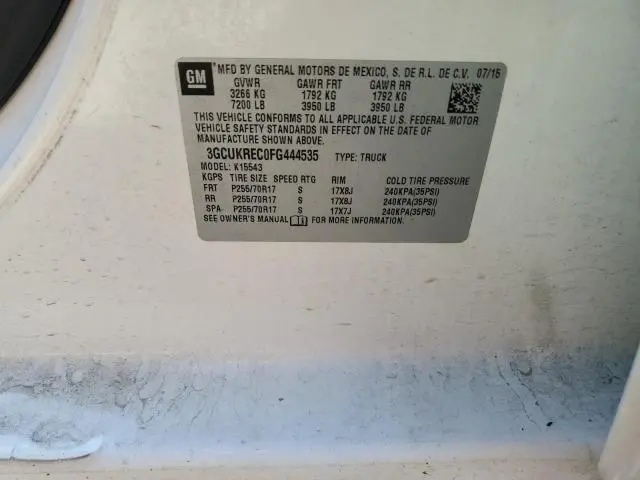 GM
MFD BY GENERAL MOTORS DE MEXICO, S. DE R.L. DE C.V. 07/15
GVWR GAWR FRT GAWR RR
3266 KG 1792 KG 1792 KG
7200 LB 3950 LB 3950 LB
THIS VEHICLE CONFORMS TO ALL APPLICABLE U.S. FEDERAL MOTOR
VEHICLE SAFETY STANDARDS IN EFFECT ON THE DATE OF
MANUFACTURE SHOWN ABOVE.
3GCUKREC0FG444535 TYPE: TRUCK
MODEL: K15543
KGPS TIRE SIZE SPEED RTG RIM COLD TIRE PRESSURE
FRT P255/70R17 S 17X8J 240KPA(35PSI)
RR P255/70R17 S 17X8J 240KPA(35PSI)
SPA P255/70R17 S 17X7J 240KPA(35PSI)
SEE OWNER'S MANUAL FOR MORE INFORMATION.